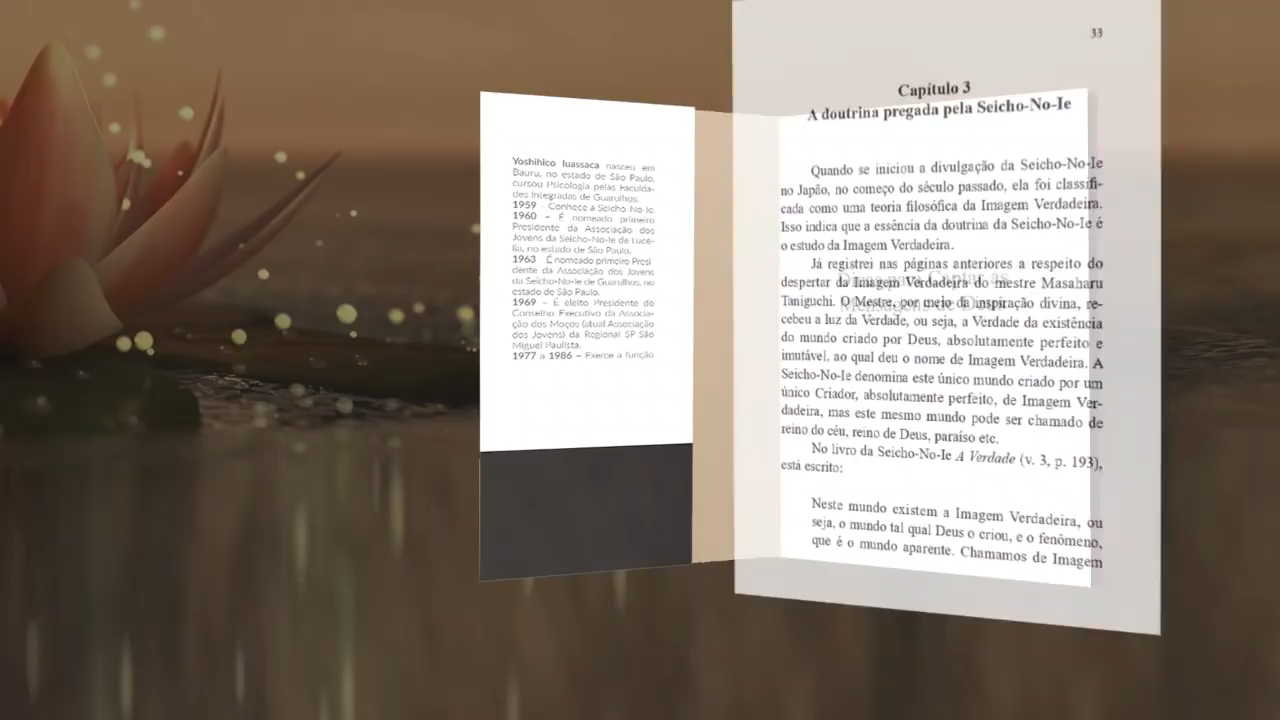 Yoshihico Iuassaca nasceu em
Bauru, no estado de São Paulo,
cursou Psicologia pelas Faculda-
des Integradas de Guarulhos.
1959 - Conhece a Seicho-No-Ie.
1960 – É nomeado primeiro
Presidente da Associação dos
Jovens da Seicho-No-Ie de Lucé-
lia, no estado de São Paulo.
1963 É nomeado primeiro Presi-
dente da Associação dos Jovens
da Seicho-No-Ie de Guarulhos, no
estado de São Paulo.
1969 – É eleito Presidente do
Conselho Executivo da Associa-
ção dos Moços (atual Associação
dos Jovens) da Regional SP São
Miguel Paulista.
1977 a 1986 – Exerce a função
33
Capítulo 3
A doutrina pregada pela Seicho-No-Ie
Quando se iniciou a divulgação da Seicho-No-Ie
no Japão, no começo do século passado, ela foi classifi-
cada como uma teoria filosófica da Imagem Verdadeira.
Isso indica que a essência da doutrina da Seicho-No-Ie é
o estudo da Imagem Verdadeira.
Já registrei nas páginas anteriores a respeito do
despertar da Imagem Verdadeira do mestre Masaharu
Taniguchi. O Mestre, por meio da inspiração divina, re-
cebeu a luz da Verdade, ou seja, a Verdade da existência
do mundo criado por Deus, absolutamente perfeito e
imutável, ao qual deu o nome de Imagem Verdadeira. A
Seicho-No-Ie denomina este único mundo criado por um
único Criador, absolutamente perfeito, de Imagem Ver-
dadeira, mas este mesmo mundo pode ser chamado de
reino do céu, reino de Deus, paraíso etc.
No livro da Seicho-No-Ie A Verdade (v. 3, p. 193),
está escrito:
Neste mundo existem a Imagem Verdadeira, ou
seja, o mundo tal qual Deus o criou, e o fenômeno,
que é o mundo aparente. Chamamos de Imagem